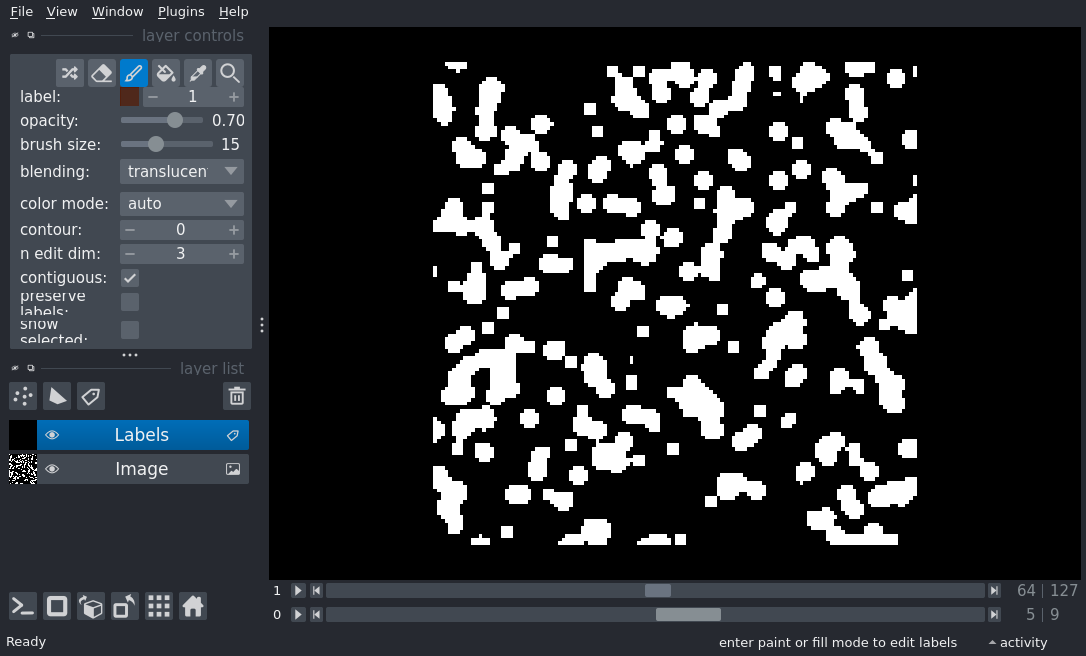 File View Window Plugins Help
layer controls
label: 1
opacity: 0.70
brush size: 15
blending: translucen
color mode: auto
contour: 0
n edit dim: 3
contiguous:
preserve
labels:
show
selected:
layer list
Labels
Image
1 64 127
0 5 9
Ready enter paint or fill mode to edit labels activity